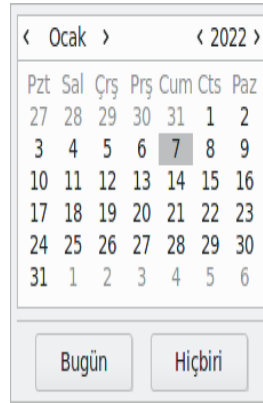 ‹ Ocak › ‹ 2022 ›
Pzt Sal Çrş Prş Cum Cts Paz
27 28 29 30 31 1 2
3 4 5 6 7 8 9
10 11 12 13 14 15 16
17 18 19 20 21 22 23
24 25 26 27 28 29 30
31 1 2 3 4 5 6
Bugün Hiçbiri